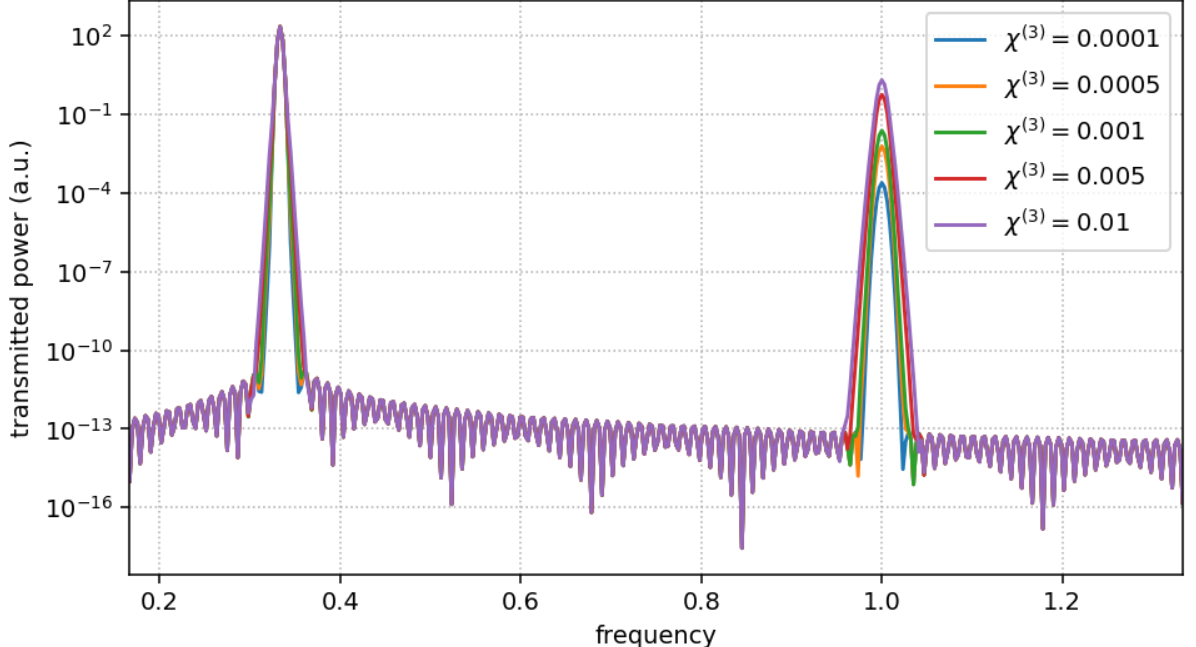 10²
10⁻¹
10⁻⁴
10⁻⁷
10⁻¹⁰
10⁻¹³
10⁻¹⁶
transmitted power (a.u.)
χ⁽³⁾ = 0.0001
χ⁽³⁾ = 0.0005
χ⁽³⁾ = 0.001
χ⁽³⁾ = 0.005
χ⁽³⁾ = 0.01
0.2 0.4 0.6 0.8 1.0 1.2
frequency